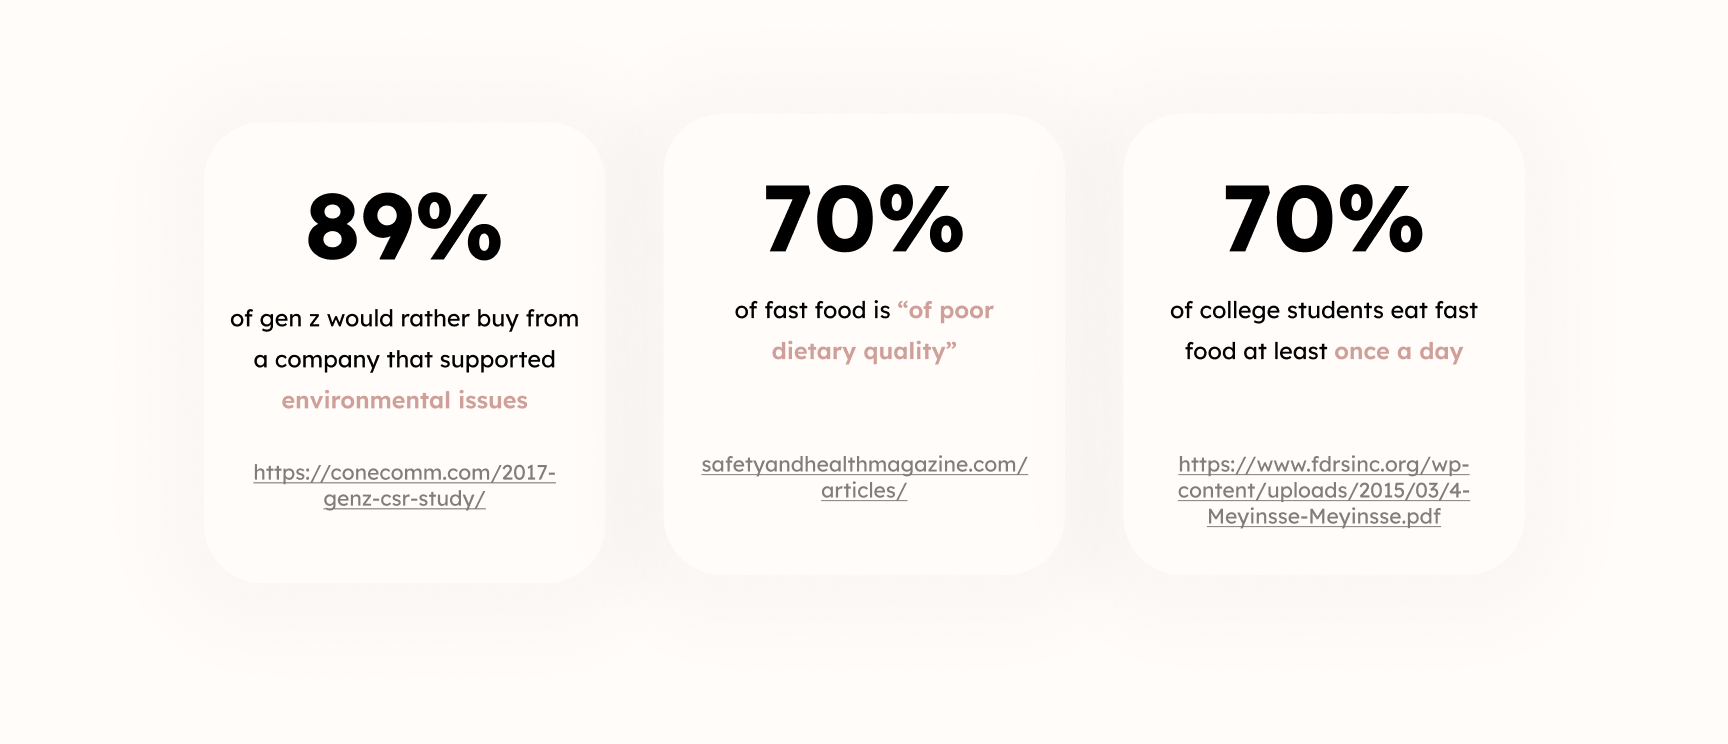 89%
of gen z would rather buy from
a company that supported
environmental issues
https://conecomm.com/2017-
genz-csr-study/
70%
of fast food is “of poor
dietary quality”
safetyandhealthmagazine.com/
articles/
70%
of college students eat fast
food at least once a day
https://www.fdrsinc.org/wp-
content/uploads/2015/03/4-
Meyinsse-Meyinsse.pdf